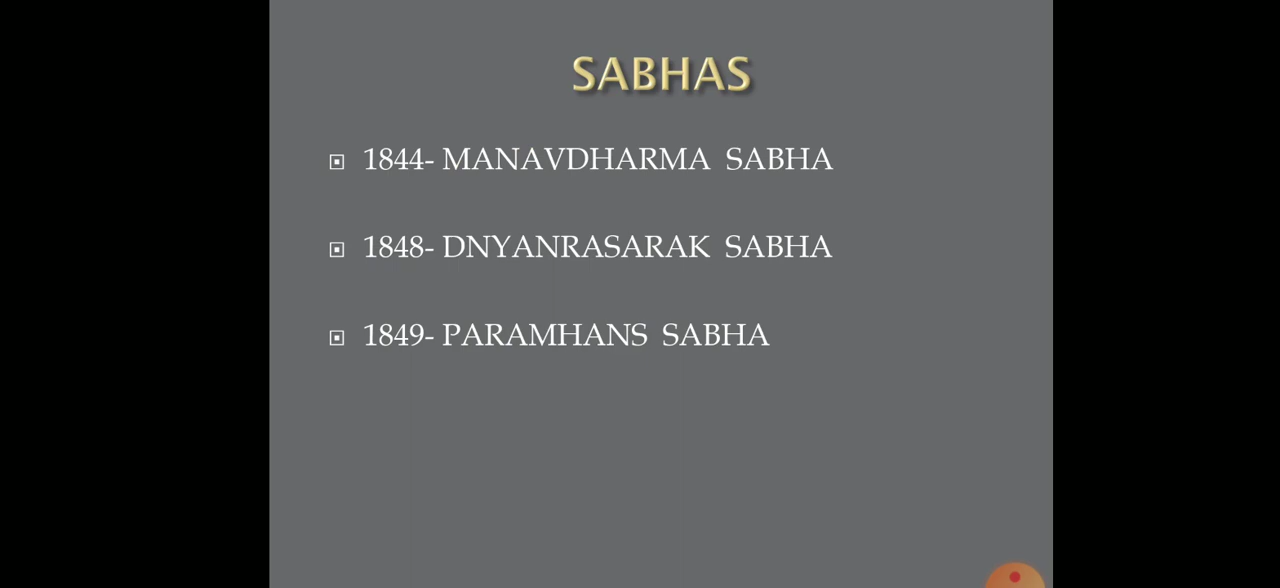 SABHAS
1844- MANAVDHARMA SABHA
1848- DNYANRASARAK SABHA
1849- PARAMHANS SABHA